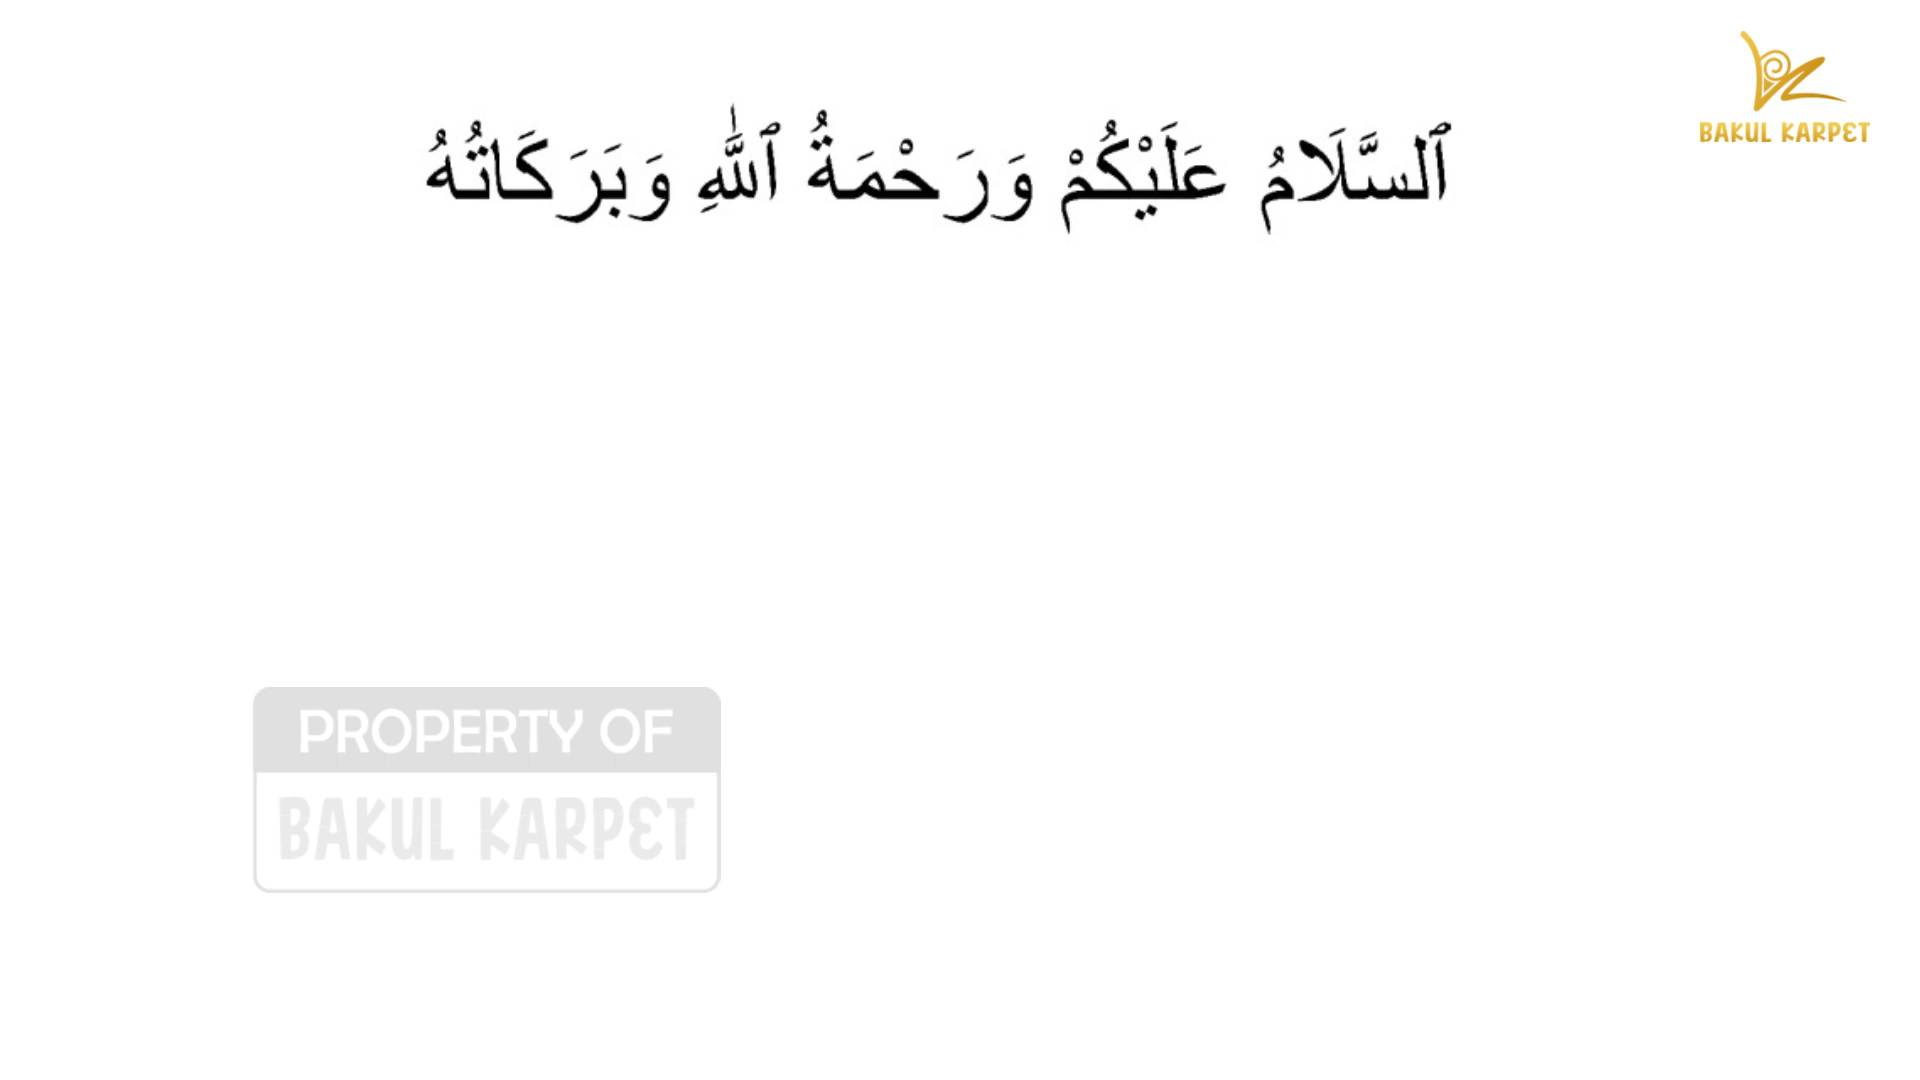 BAKUL KARPET
ٱلسَّلَامُ عَلَيْكُمْ وَرَحْمَةُ ٱللَّٰهِ وَبَرَكَاتُهُ
PROPERTY OF
BAKUL KARPET